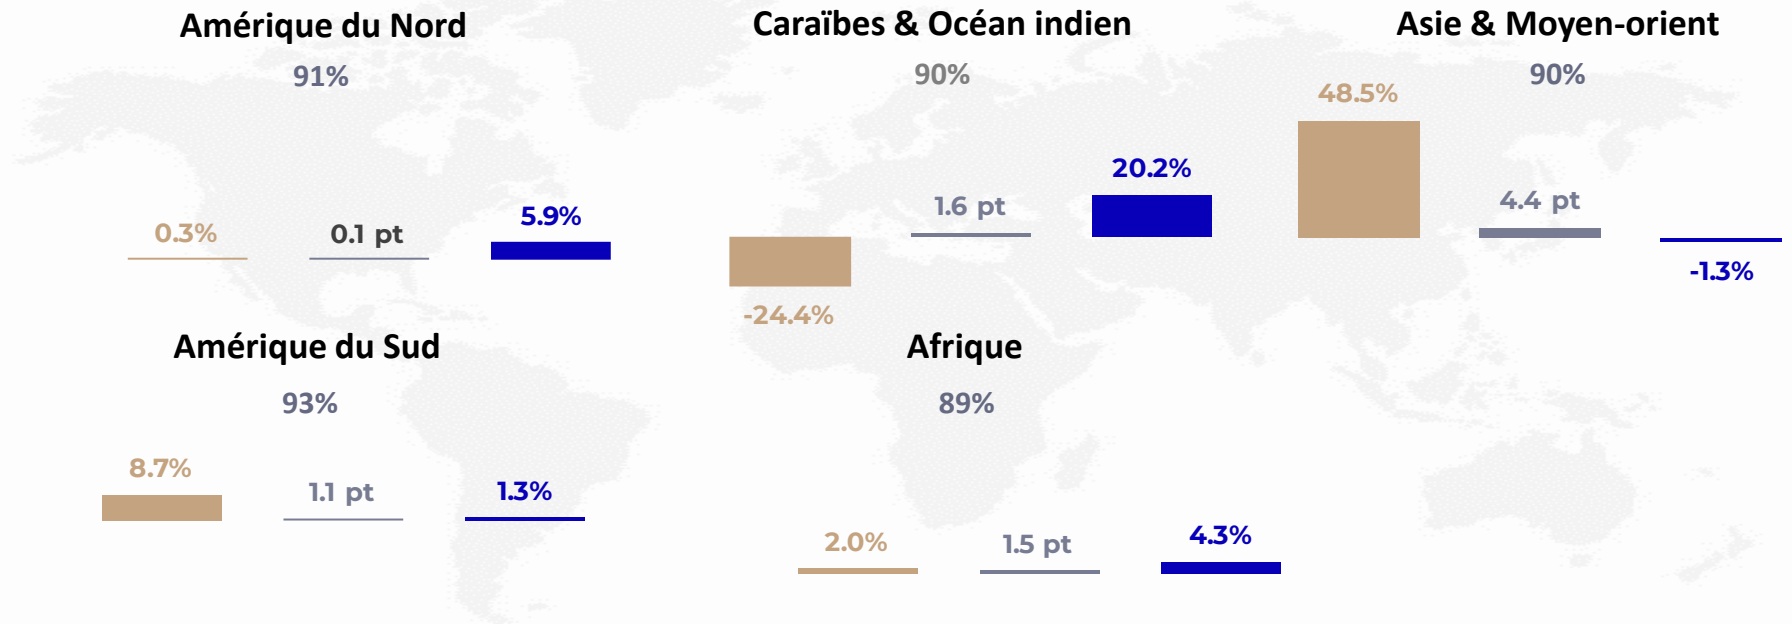 Amérique du Nord
91%
0.3%
0.1 pt
5.9%
Caraïbes & Océan indien
90%
-24.4%
1.6 pt
20.2%
Asie & Moyen-orient
90%
48.5%
4.4 pt
-1.3%
Amérique du Sud
93%
8.7%
1.1 pt
1.3%
Afrique
89%
2.0%
1.5 pt
4.3%